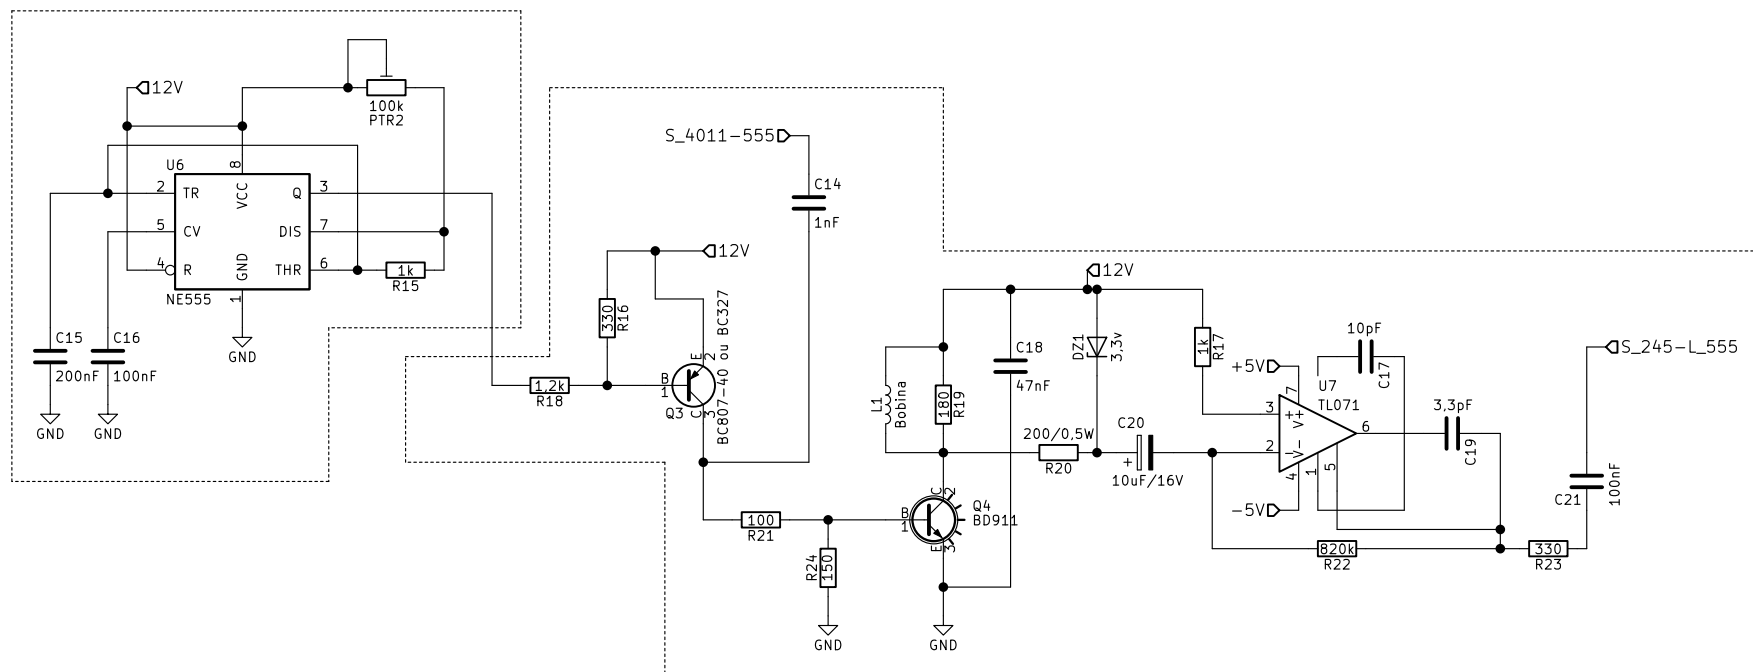 12V
100k
PTR2
U6
8
VCC
2
TR
Q
3
5
CV
DIS
7
4
R
GND
THR
6
1k
R15
NE555
1
GND
C15
200nF
GND
C16
100nF
GND
S_4011-555
C14
1nF
12V
330
R16
1,2k
R18
B
1
E
2
C
3
Q3
BC807-40 ou BC327
100
R21
R24
150
GND
L1
Bobina
180
R19
C18
47nF
12V
DZ1
3,3v
200/0,5W
R20
C20
+
10uF/16V
B
1
C
2
E
3
Q4
BD911
GND
1k
R17
+5V
7
3
+
V+
2
-
V-
4
-5V
1
5
6
U7
TL071
10pF
C17
3,3pF
C19
820k
R22
330
R23
C21
100nF
S_245-L_555